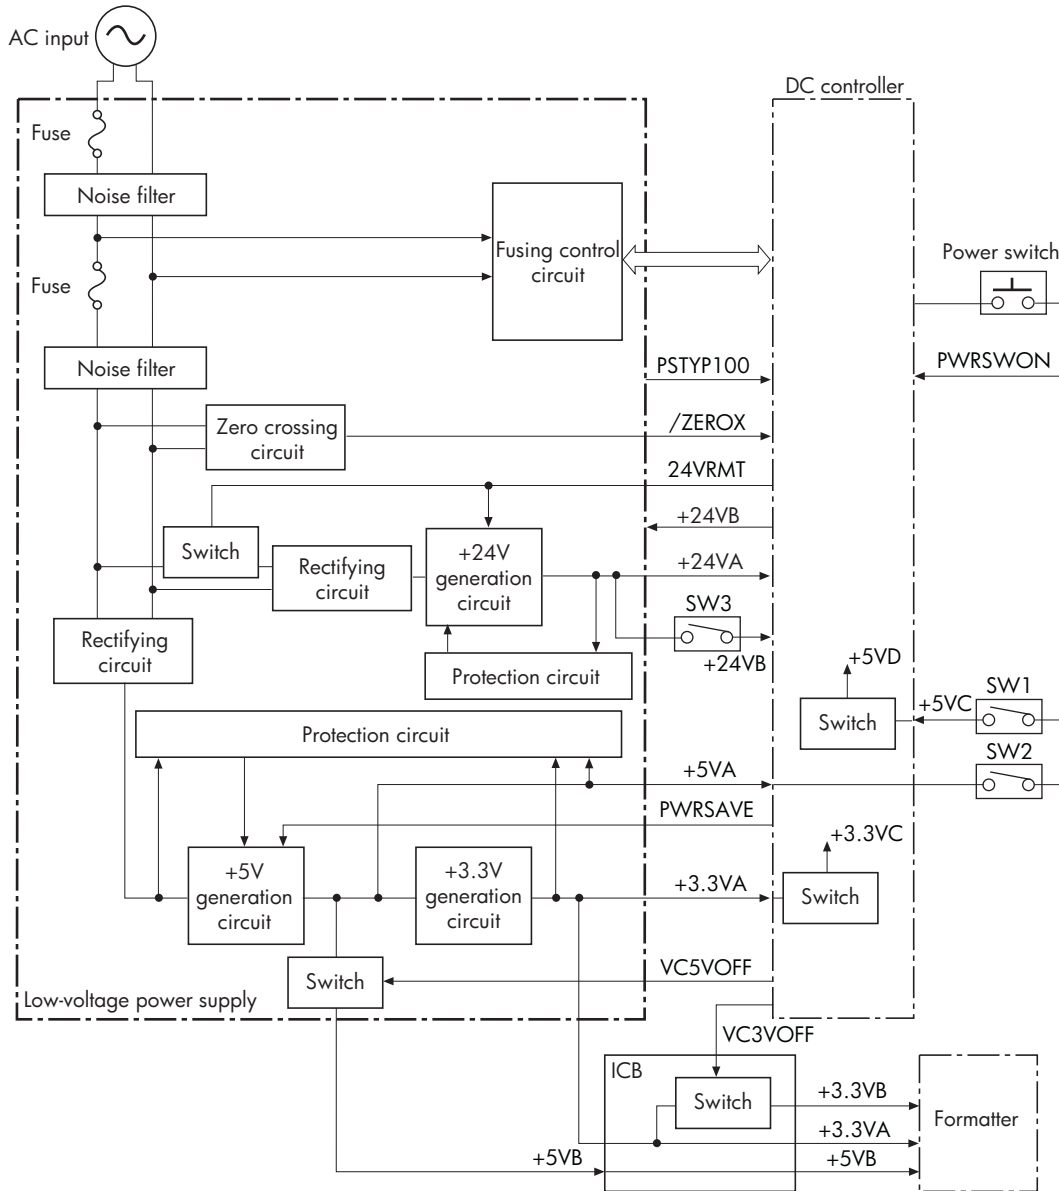 AC input
DC controller
Fuse
Noise filter
Fusing control
circuit
Power switch
Fuse
PWRSWON
Noise filter
PSTYP100
Zero crossing
circuit
/ZEROX
24VRMT
+24VB
Switch
+24V
generation
circuit
Rectifying
circuit
+24VA
SW3
Rectifying
circuit
+24VB
+5VD
Protection circuit
SW1
+5VC
Switch
Protection circuit
SW2
+5VA
PWRSAVE
+3.3VC
+5V
generation
circuit
+3.3V
generation
circuit
+3.3VA
Switch
Switch
VC5VOFF
Low-voltage power supply
VC3VOFF
ICB
Switch
+3.3VB
Formatter
+3.3VA
+5VB
+5VB